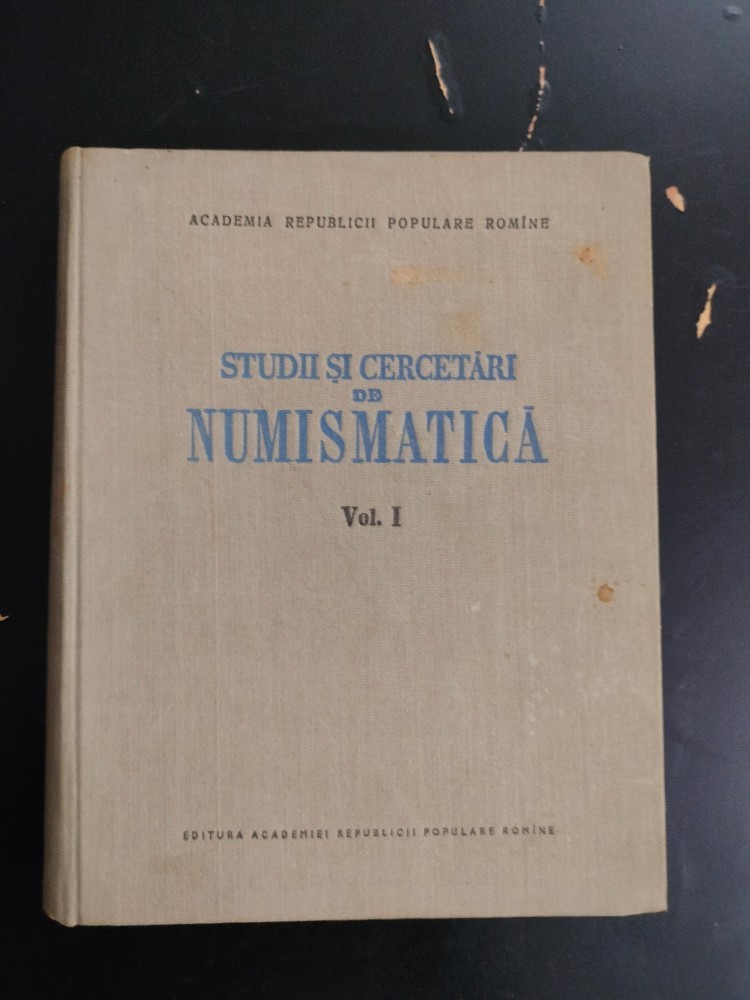 ACADEMIA REPUBLICII POPULARE ROMÎNE
STUDII ȘI CERCETĂRI
DE
NUMISMATICĂ
Vol. I
EDITURA ACADEMIEI REPUBLICII POPULARE ROMÎNE